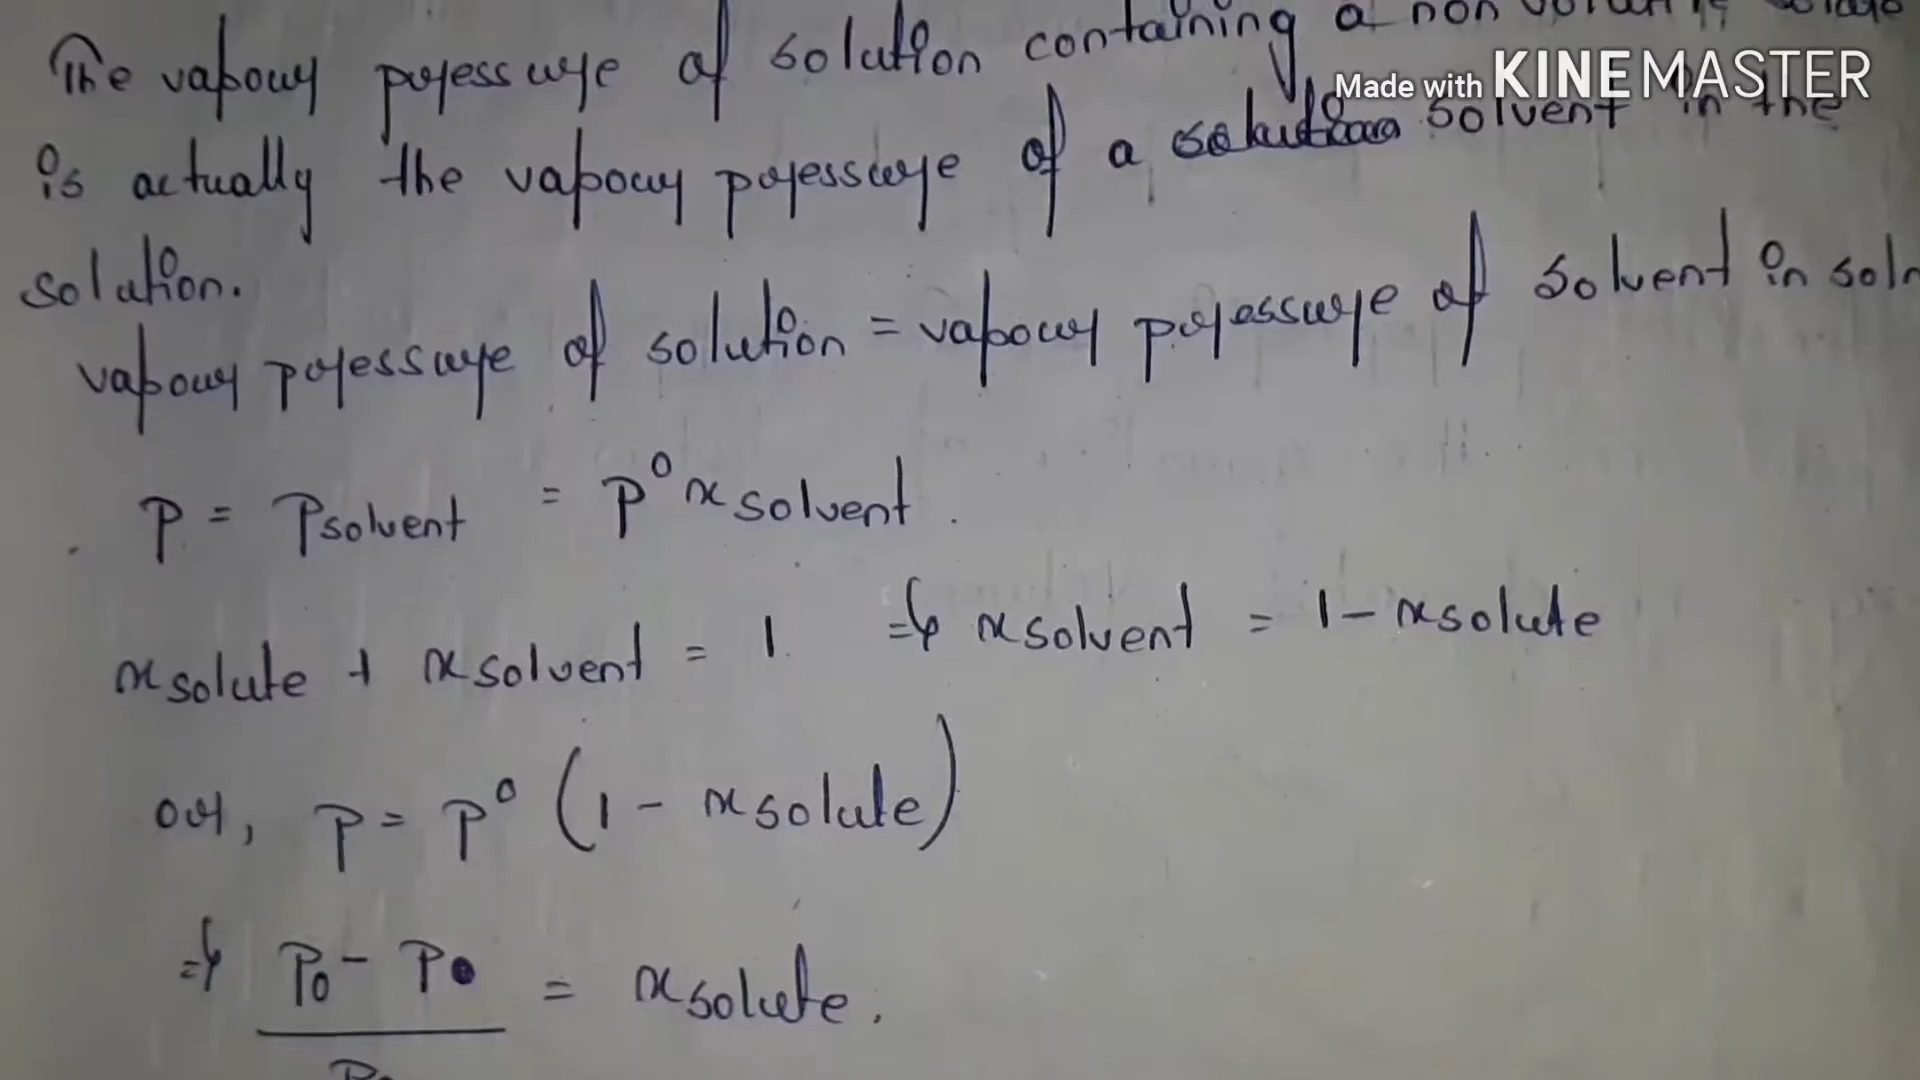 The vapour pressure of solution containing a non
Made with KINEMASTER
is actually the vapour pressure of a solvent in the
solution.
vapour pressure of solution = vapour pressure of solvent in soln
P = Psolvent = P⁰ x solvent.
x solute + x solvent = 1 ⇒ x solvent = 1 - x solute
or, P = P⁰ (1 - x solute)
⇒ P0 - P = x solute.